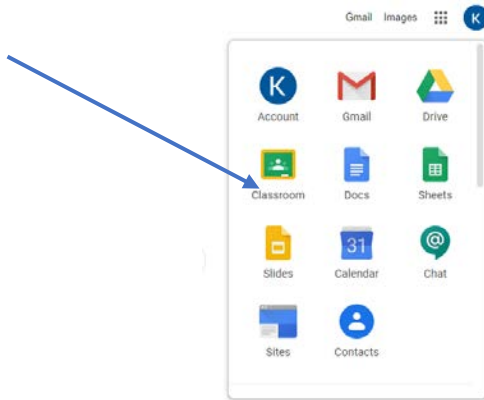 Gmail Images K
K
Account Gmail Drive
Classroom Docs Sheets
31
Slides Calendar Chat
Sites Contacts